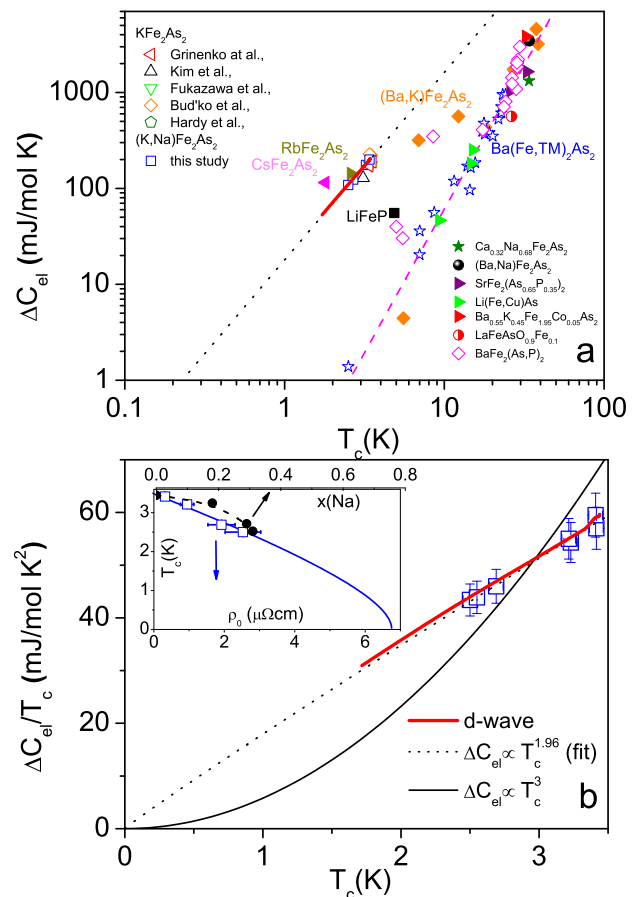 KFe2As2
Grinenko at al.,
Kim et al.,
Fukazawa et al.,
Bud'ko et al.,
Hardy et al.,
(K,Na)Fe2As2
this study
(Ba,K)Fe2As2
RbFe2As2
CsFe2As2
Ba(Fe,TM)2As2
LiFeP
Ca0.32Na0.68Fe2As2
(Ba,Na)Fe2As2
SrFe2(As0.65P0.35)2
Li(Fe,Cu)As
Ba0.55K0.45Fe1.95Co0.05As2
LaFeAsO0.9Fe0.1
BaFe2(As,P)2
a
1000
100
10
1
ΔCel (mJ/mol K)
0.1 1 10 100
Tc(K)
0.0 0.2 0.4 0.6 0.8
x(Na)
3
2
1
0
Tc(K)
0 2 4 6
ρ0 (μΩcm)
60
40
20
0
ΔCel/Tc (mJ/mol K2)
d-wave
ΔCel∝ Tc1.96 (fit)
ΔCel∝ Tc3
b
0 1 2 3
Tc(K)